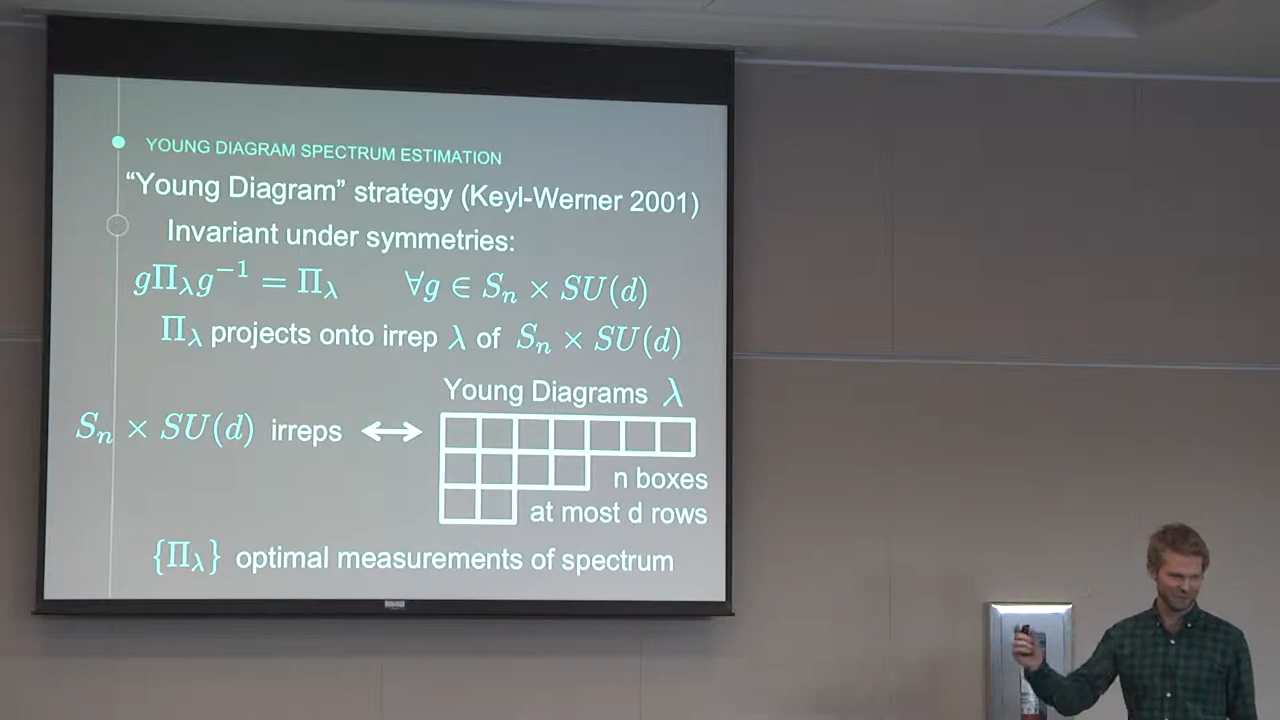 YOUNG DIAGRAM SPECTRUM ESTIMATION
“Young Diagram” strategy (Keyl-Werner 2001)
Invariant under symmetries:
gΠ_λg⁻¹ = Π_λ ∀g ∈ S_n × SU(d)
Π_λ projects onto irrep λ of S_n × SU(d)
Young Diagrams λ
S_n × SU(d) irreps ↔
n boxes
at most d rows
{Π_λ} optimal measurements of spectrum